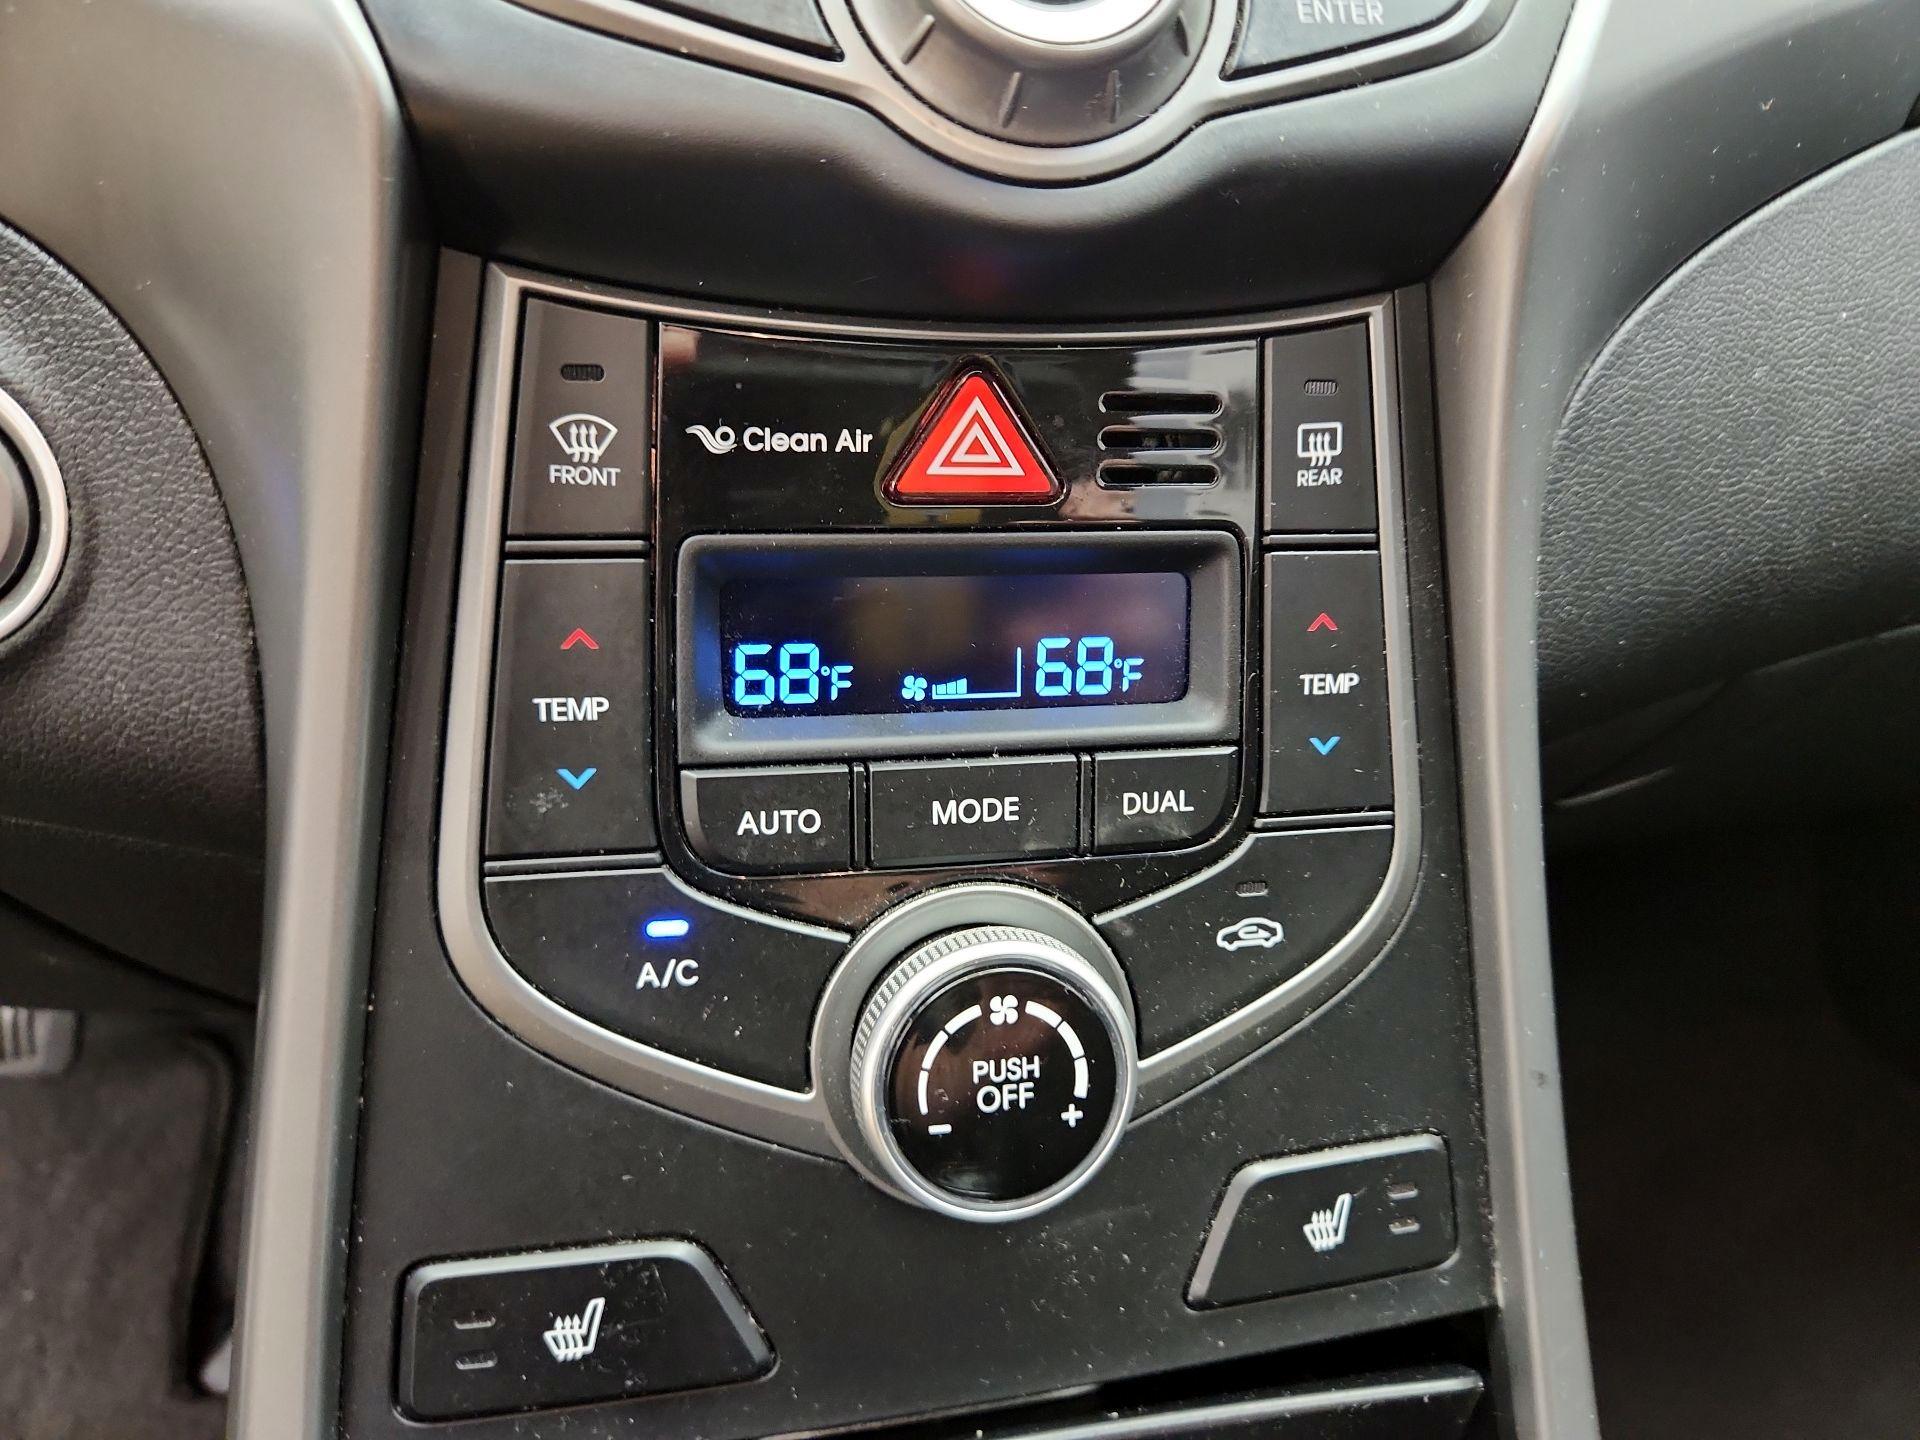 ENTER
FRONT
Clean Air
REAR
TEMP
68°F
68°F
TEMP
AUTO
MODE
DUAL
A/C
PUSH
OFF
- +